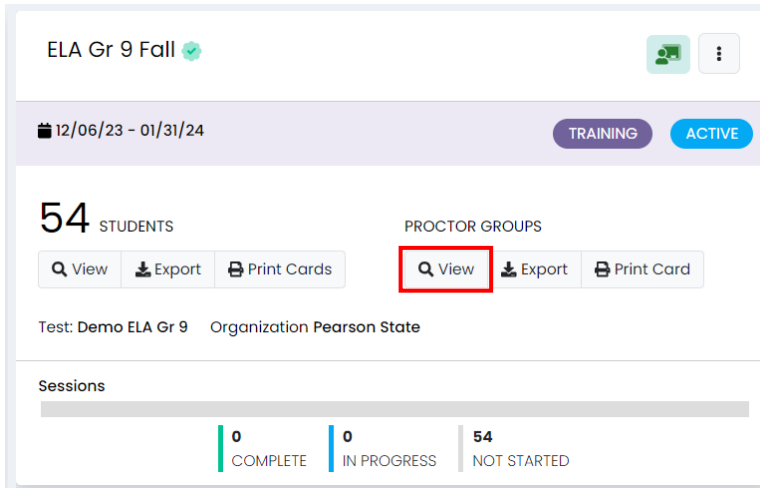 ELA Gr 9 Fall
12/06/23 - 01/31/24 TRAINING ACTIVE
54 STUDENTS PROCTOR GROUPS
View Export Print Cards View Export Print Card
Test: Demo ELA Gr 9 Organization Pearson State
Sessions
0 0 54
COMPLETE IN PROGRESS NOT STARTED